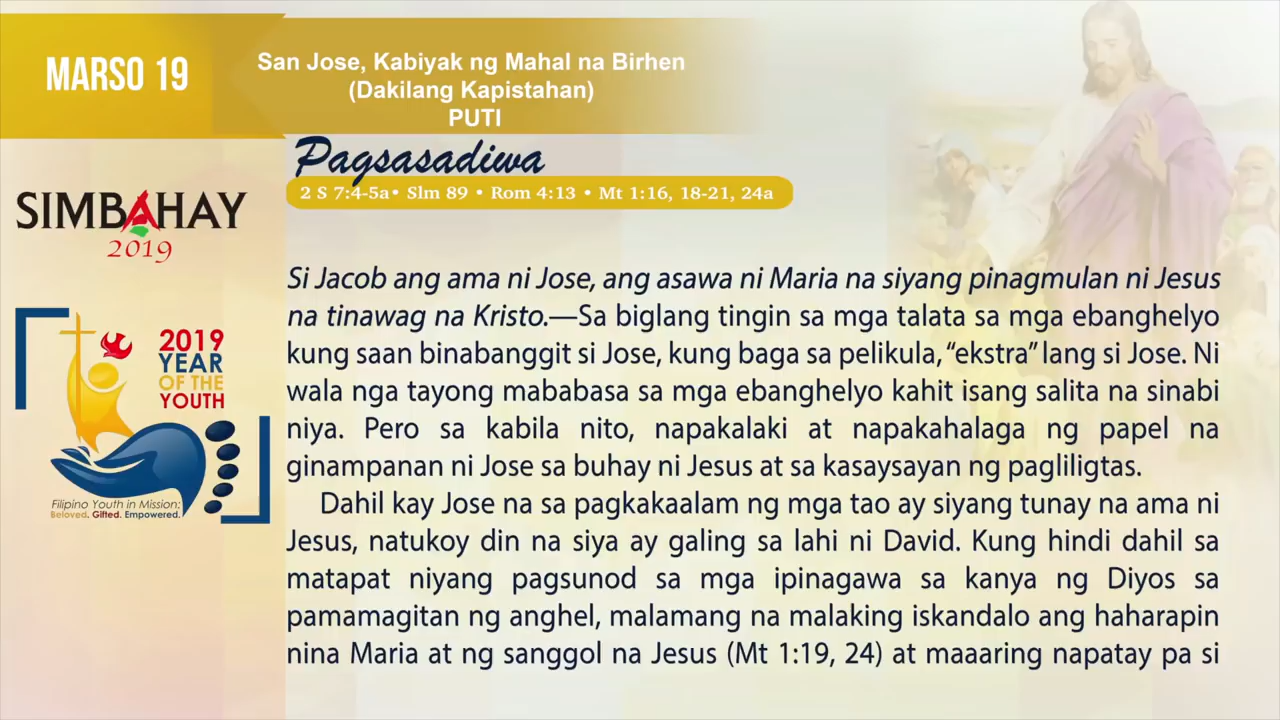 MARSO 19
San Jose, Kabiyak ng Mahal na Birhen
(Dakilang Kapistahan)
PUTI
Pagsasadiwa
2 S 7:4-5a• Slm 89 • Rom 4:13 • Mt 1:16, 18-21, 24a
SIMBAHAY
2019
2019
YEAR
OF THE
YOUTH
Filipino Youth in Mission:
Beloved. Gifted. Empowered.
Si Jacob ang ama ni Jose, ang asawa ni Maria na siyang pinagmulan ni Jesus
na tinawag na Kristo.—Sa biglang tingin sa mga talata sa mga ebanghelyo
kung saan binabanggit si Jose, kung baga sa pelikula, “ekstra” lang si Jose. Ni
wala nga tayong mababasa sa mga ebanghelyo kahit isang salita na sinabi
niya. Pero sa kabila nito, napakalaki at napakahalaga ng papel na
ginampanan ni Jose sa buhay ni Jesus at sa kasaysayan ng pagliligtas.
Dahil kay Jose na sa pagkakaalam ng mga tao ay siyang tunay na ama ni
Jesus, natukoy din na siya ay galing sa lahi ni David. Kung hindi dahil sa
matapat niyang pagsunod sa mga ipinagawa sa kanya ng Diyos sa
pamamagitan ng anghel, malamang na malaking iskandalo ang haharapin
nina Maria at ng sanggol na Jesus (Mt 1:19, 24) at maaaring napatay pa si